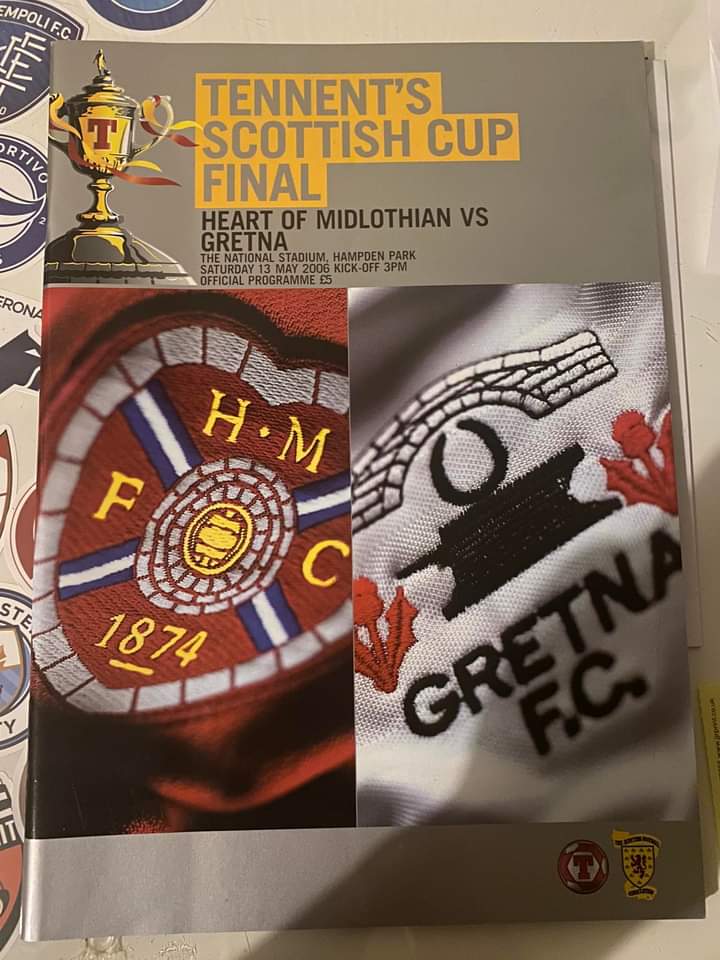 EMPOLI F.C.
T
TENNENT'S
SCOTTISH CUP
FINAL
HEART OF MIDLOTHIAN VS
GRETNA
THE NATIONAL STADIUM, HAMPDEN PARK
SATURDAY 13 MAY 2006 KICK-OFF 3PM
OFFICIAL PROGRAMME £5
H·M
F
C
1874
GRETNA
F.C.
T